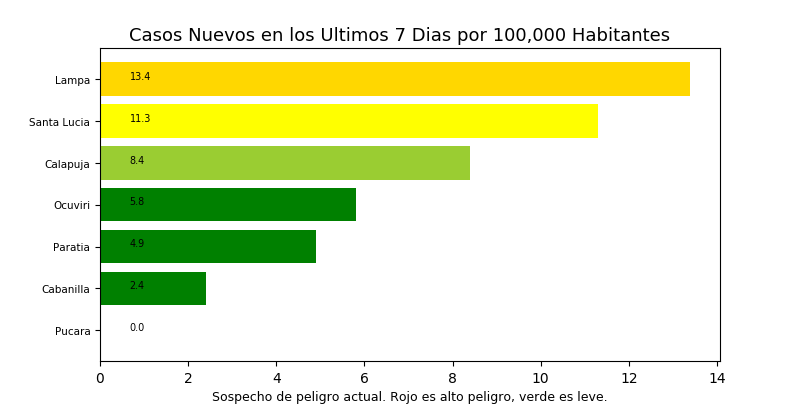 Casos Nuevos en los Ultimos 7 Dias por 100,000 Habitantes
Lampa 13.4
Santa Lucia 11.3
Calapuja 8.4
Ocuviri 5.8
Paratia 4.9
Cabanilla 2.4
Pucara 0.0
0 2 4 6 8 10 12 14
Sospecho de peligro actual. Rojo es alto peligro, verde es leve.